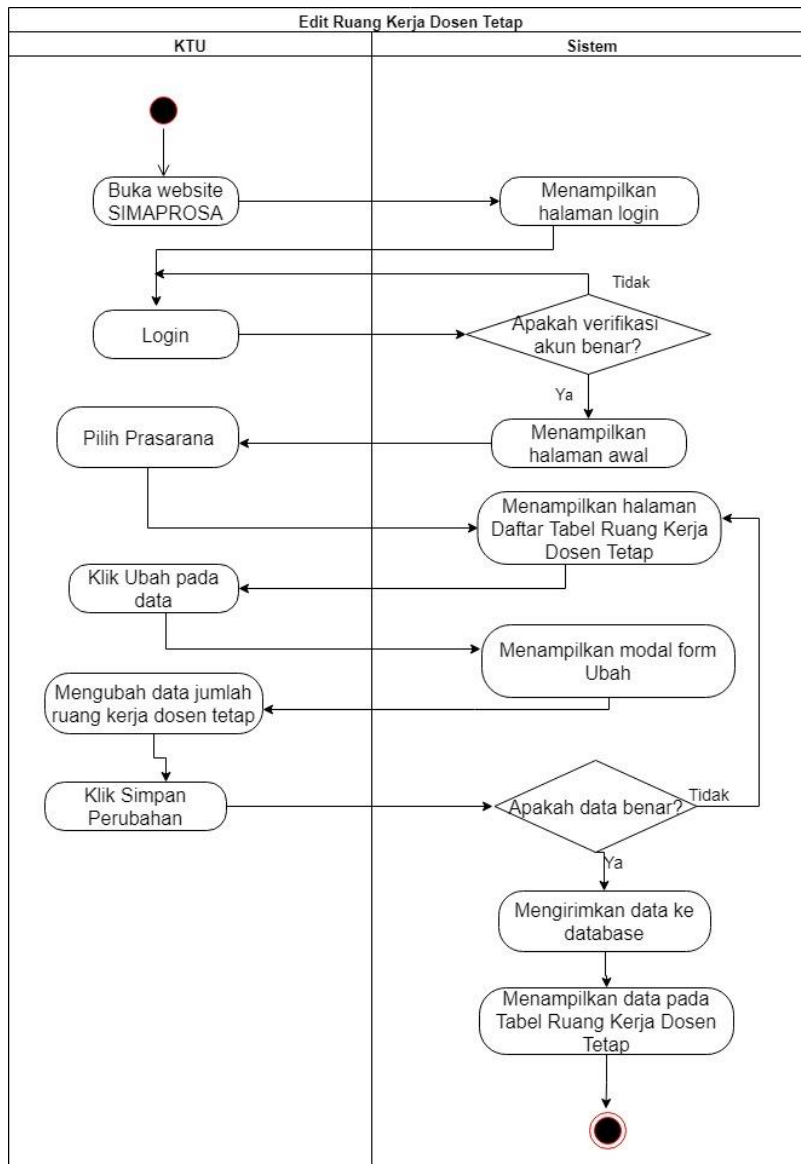 Edit Ruang Kerja Dosen Tetap
KTU
Sistem
Buka website
SIMAPROSA
Menampilkan
halaman login
Tidak
Login
Apakah verifikasi
akun benar?
Ya
Pilih Prasarana
Menampilkan
halaman awal
Menampilkan halaman
Daftar Tabel Ruang Kerja
Dosen Tetap
Klik Ubah pada
data
Menampilkan modal form
Ubah
Mengubah data jumlah
ruang kerja dosen tetap
Klik Simpan
Perubahan
Apakah data benar?
Tidak
Ya
Mengirimkan data ke
database
Menampilkan data pada
Tabel Ruang Kerja Dosen
Tetap